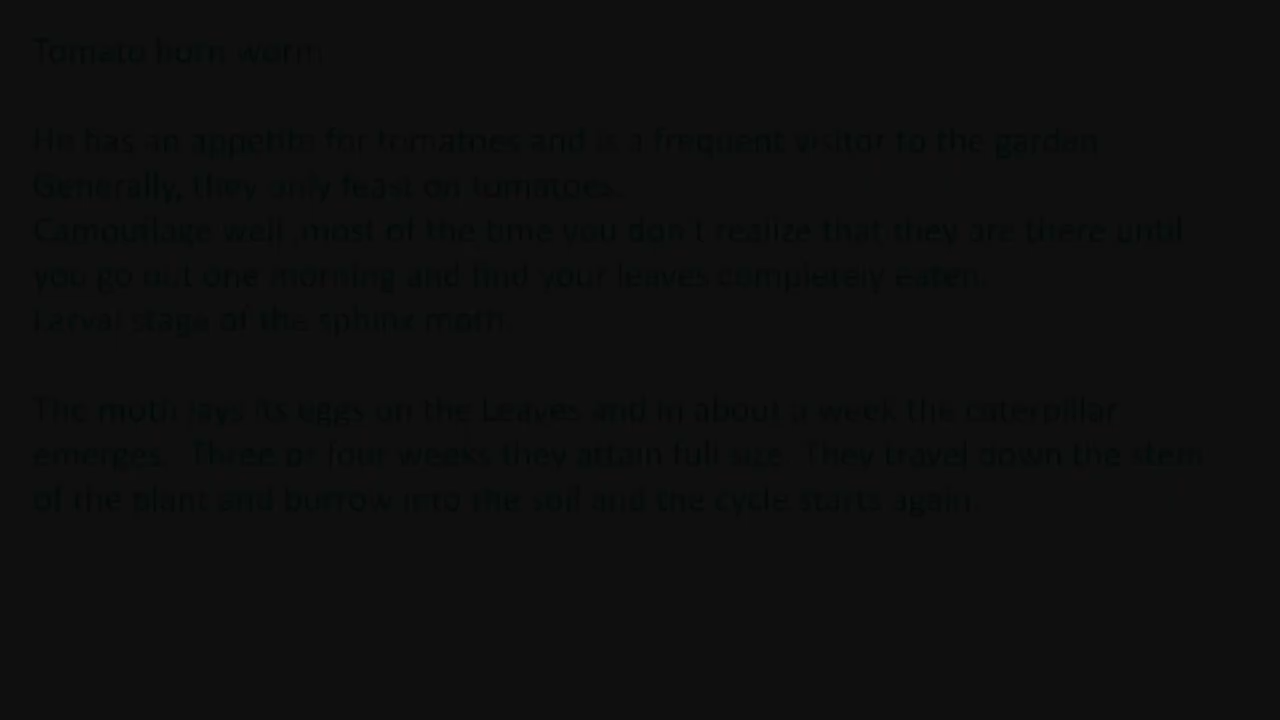 Tomato horn worm
He has an appetite for tomatoes and is a frequent visitor to the garden
Generally, they only feast on tomatoes.
Camouflage well ,most of the time you don't realize that they are there until
you go out one morning and find your leaves completely eaten.
Larval stage of the sphinx moth
The moth lays its eggs on the Leaves and in about a week the caterpillar
emerges. Three or four weeks they attain full size. They travel down the stem
of the plant and burrow into the soil and the cycle starts again.